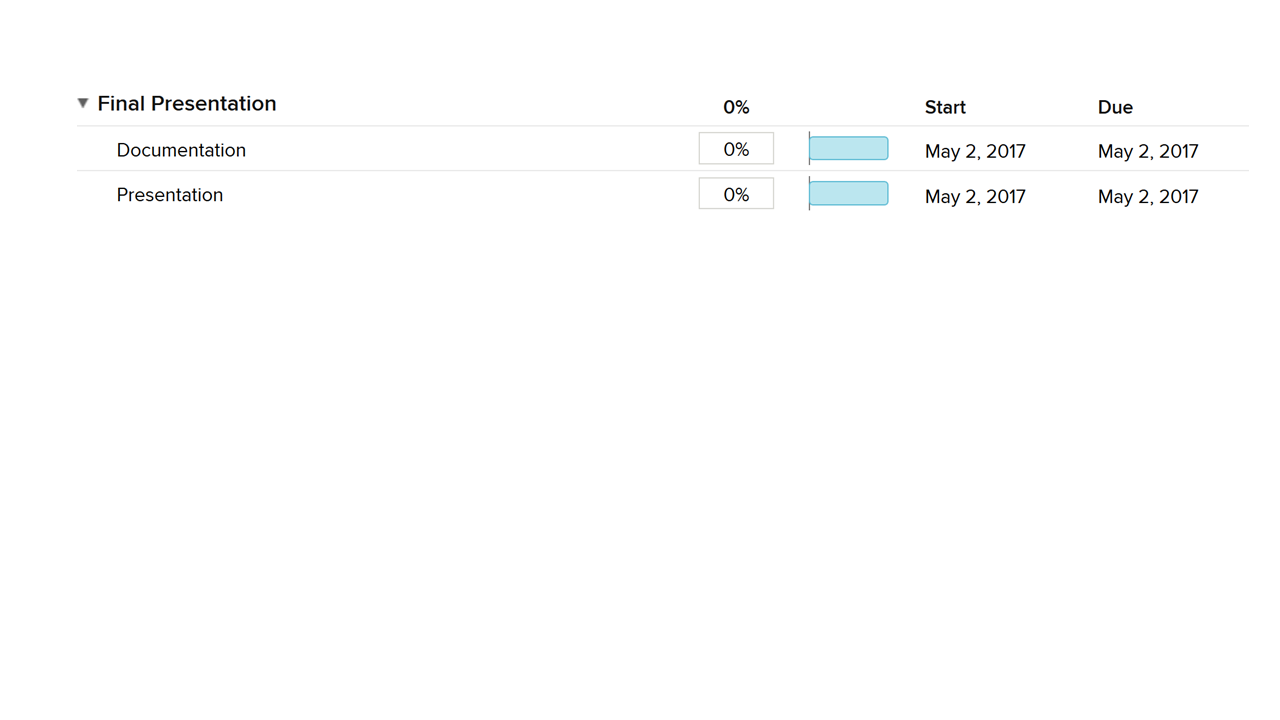 Final Presentation 0% Start Due
Documentation 0% May 2, 2017 May 2, 2017
Presentation 0% May 2, 2017 May 2, 2017